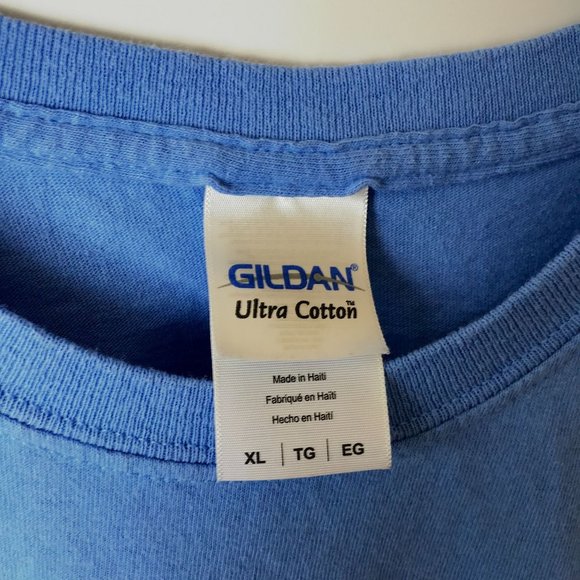 GILDAN®
Ultra Cotton™
Made in Haiti
Fabriqué en Haïti
Hecho en Haití
XL | TG | EG